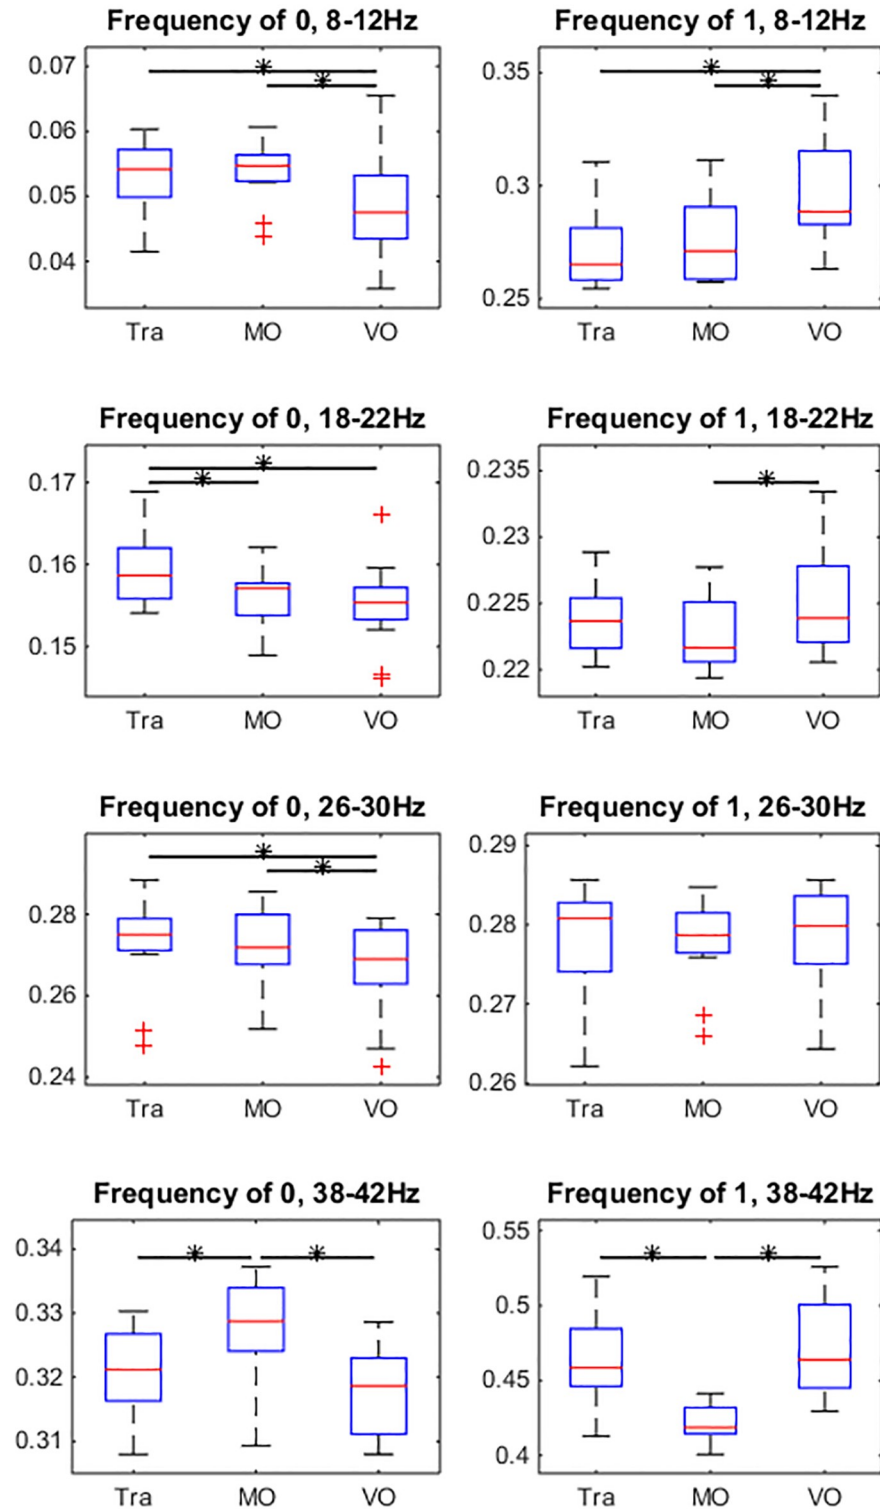 Frequency of 0, 8-12Hz
0.07
0.06
0.05
0.04
Tra MO VO
Frequency of 1, 8-12Hz
0.35
0.3
0.25
Tra MO VO
Frequency of 0, 18-22Hz
0.17
0.16
0.15
Tra MO VO
Frequency of 1, 18-22Hz
0.235
0.23
0.225
0.22
Tra MO VO
Frequency of 0, 26-30Hz
0.28
0.26
0.24
Tra MO VO
Frequency of 1, 26-30Hz
0.29
0.28
0.27
0.26
Tra MO VO
Frequency of 0, 38-42Hz
0.34
0.33
0.32
0.31
Tra MO VO
Frequency of 1, 38-42Hz
0.55
0.5
0.45
0.4
Tra MO VO